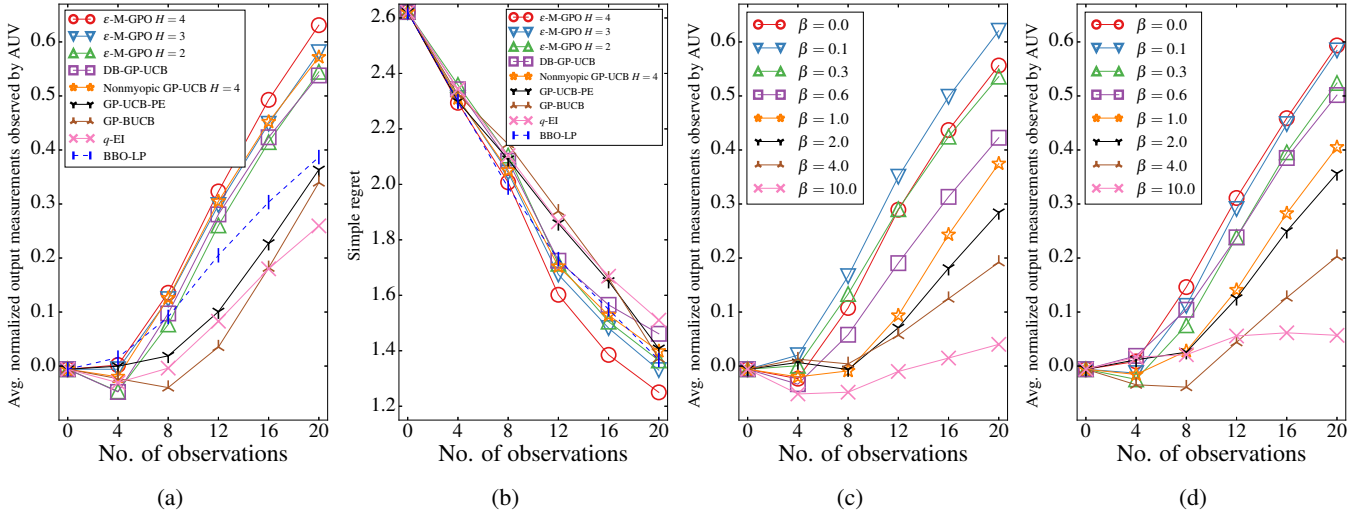 Avg. normalized output measurements observed by AUV
0.6
0.5
0.4
0.3
0.2
0.1
0.0
ε-M-GPO H = 4
ε-M-GPO H = 3
ε-M-GPO H = 2
DB-GP-UCB
Nonmyopic GP-UCB H = 4
GP-UCB-PE
GP-BUCB
q-EI
BBO-LP
0 4 8 12 16 20
No. of observations
(a)
Simple regret
2.6
2.4
2.2
2.0
1.8
1.6
1.4
1.2
ε-M-GPO H = 4
ε-M-GPO H = 3
ε-M-GPO H = 2
DB-GP-UCB
Nonmyopic GP-UCB H = 4
GP-UCB-PE
GP-BUCB
q-EI
BBO-LP
0 4 8 12 16 20
No. of observations
(b)
Avg. normalized output measurements observed by AUV
0.6
0.5
0.4
0.3
0.2
0.1
0.0
β = 0.0
β = 0.1
β = 0.3
β = 0.6
β = 1.0
β = 2.0
β = 4.0
β = 10.0
0 4 8 12 16 20
No. of observations
(c)
Avg. normalized output measurements observed by AUV
0.6
0.5
0.4
0.3
0.2
0.1
0.0
β = 0.0
β = 0.1
β = 0.3
β = 0.6
β = 1.0
β = 2.0
β = 4.0
β = 10.0
0 4 8 12 16 20
No. of observations
(d)